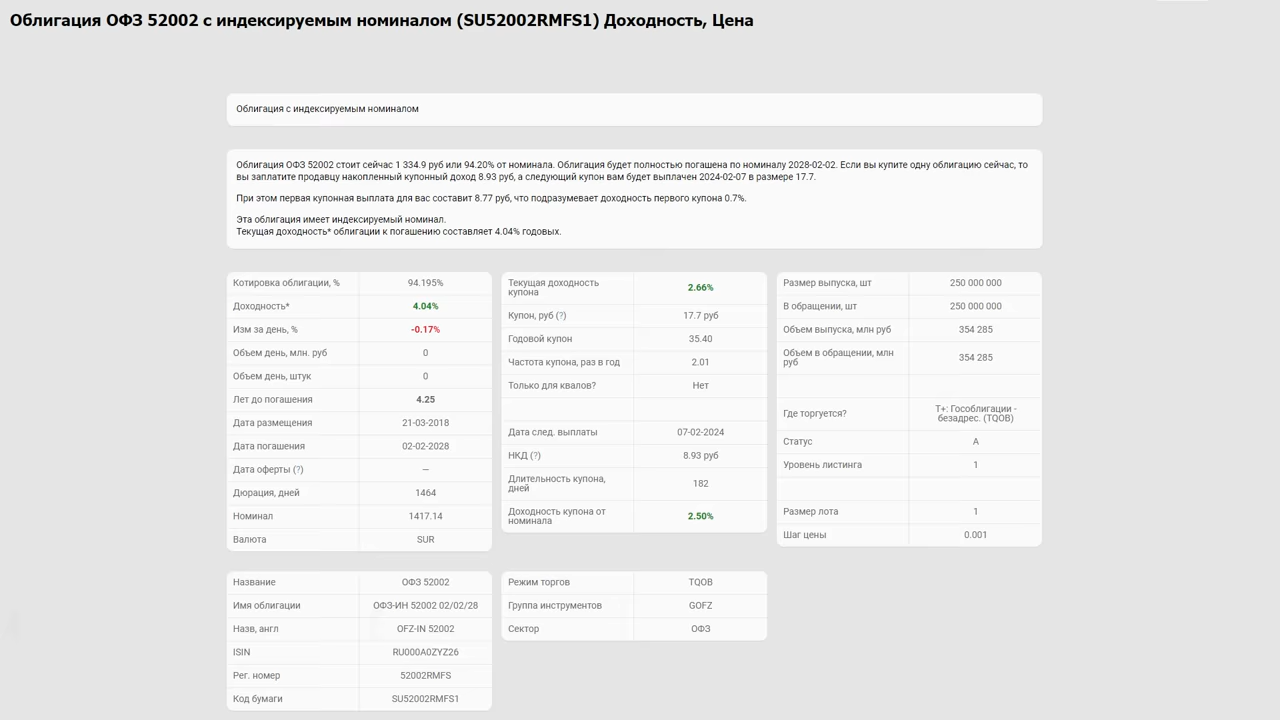 Облигация ОФЗ 52002 с индексируемым номиналом (SU52002RMFS1) Доходность, Цена
Облигация с индексируемым номиналом
Облигация ОФЗ 52002 стоит сейчас 1 334.9 руб или 94.20% от номинала. Облигация будет полностью погашена по номиналу 2028-02-02. Если вы купите одну облигацию сейчас, то
вы заплатите продавцу накопленный купонный доход 8.93 руб, а следующий купон вам будет выплачен 2024-02-07 в размере 17.7.
При этом первая купонная выплата для вас составит 8.77 руб, что подразумевает доходность первого купона 0.7%.
Эта облигация имеет индексируемый номинал.
Текущая доходность* облигации к погашению составляет 4.04% годовых.
Котировка облигации, % 94.195%
Доходность* 4.04%
Изм за день, % -0.17%
Объем день, млн. руб 0
Объем день, штук 0
Лет до погашения 4.25
Дата размещения 21-03-2018
Дата погашения 02-02-2028
Дата оферты (?) —
Дюрация, дней 1464
Номинал 1417.14
Валюта SUR
Текущая доходность
купона 2.66%
Купон, руб (?) 17.7 руб
Годовой купон 35.40
Частота купона, раз в год 2.01
Только для квалов? Нет
Дата след. выплаты 07-02-2024
НКД (?) 8.93 руб
Длительность купона,
дней 182
Доходность купона от
номинала 2.50%
Размер выпуска, шт 250 000 000
В обращении, шт 250 000 000
Объем выпуска, млн руб 354 285
Объем в обращении, млн
руб 354 285
Где торгуется? Т+: Гособлигации -
безадрес. (TQOB)
Статус A
Уровень листинга 1
Размер лота 1
Шаг цены 0.001
Название ОФЗ 52002
Имя облигации ОФЗ-ИН 52002 02/02/28
Назв, англ OFZ-IN 52002
ISIN RU000A0ZYZ26
Рег. номер 52002RMFS
Код бумаги SU52002RMFS1
Режим торгов TQOB
Группа инструментов GOFZ
Сектор ОФЗ